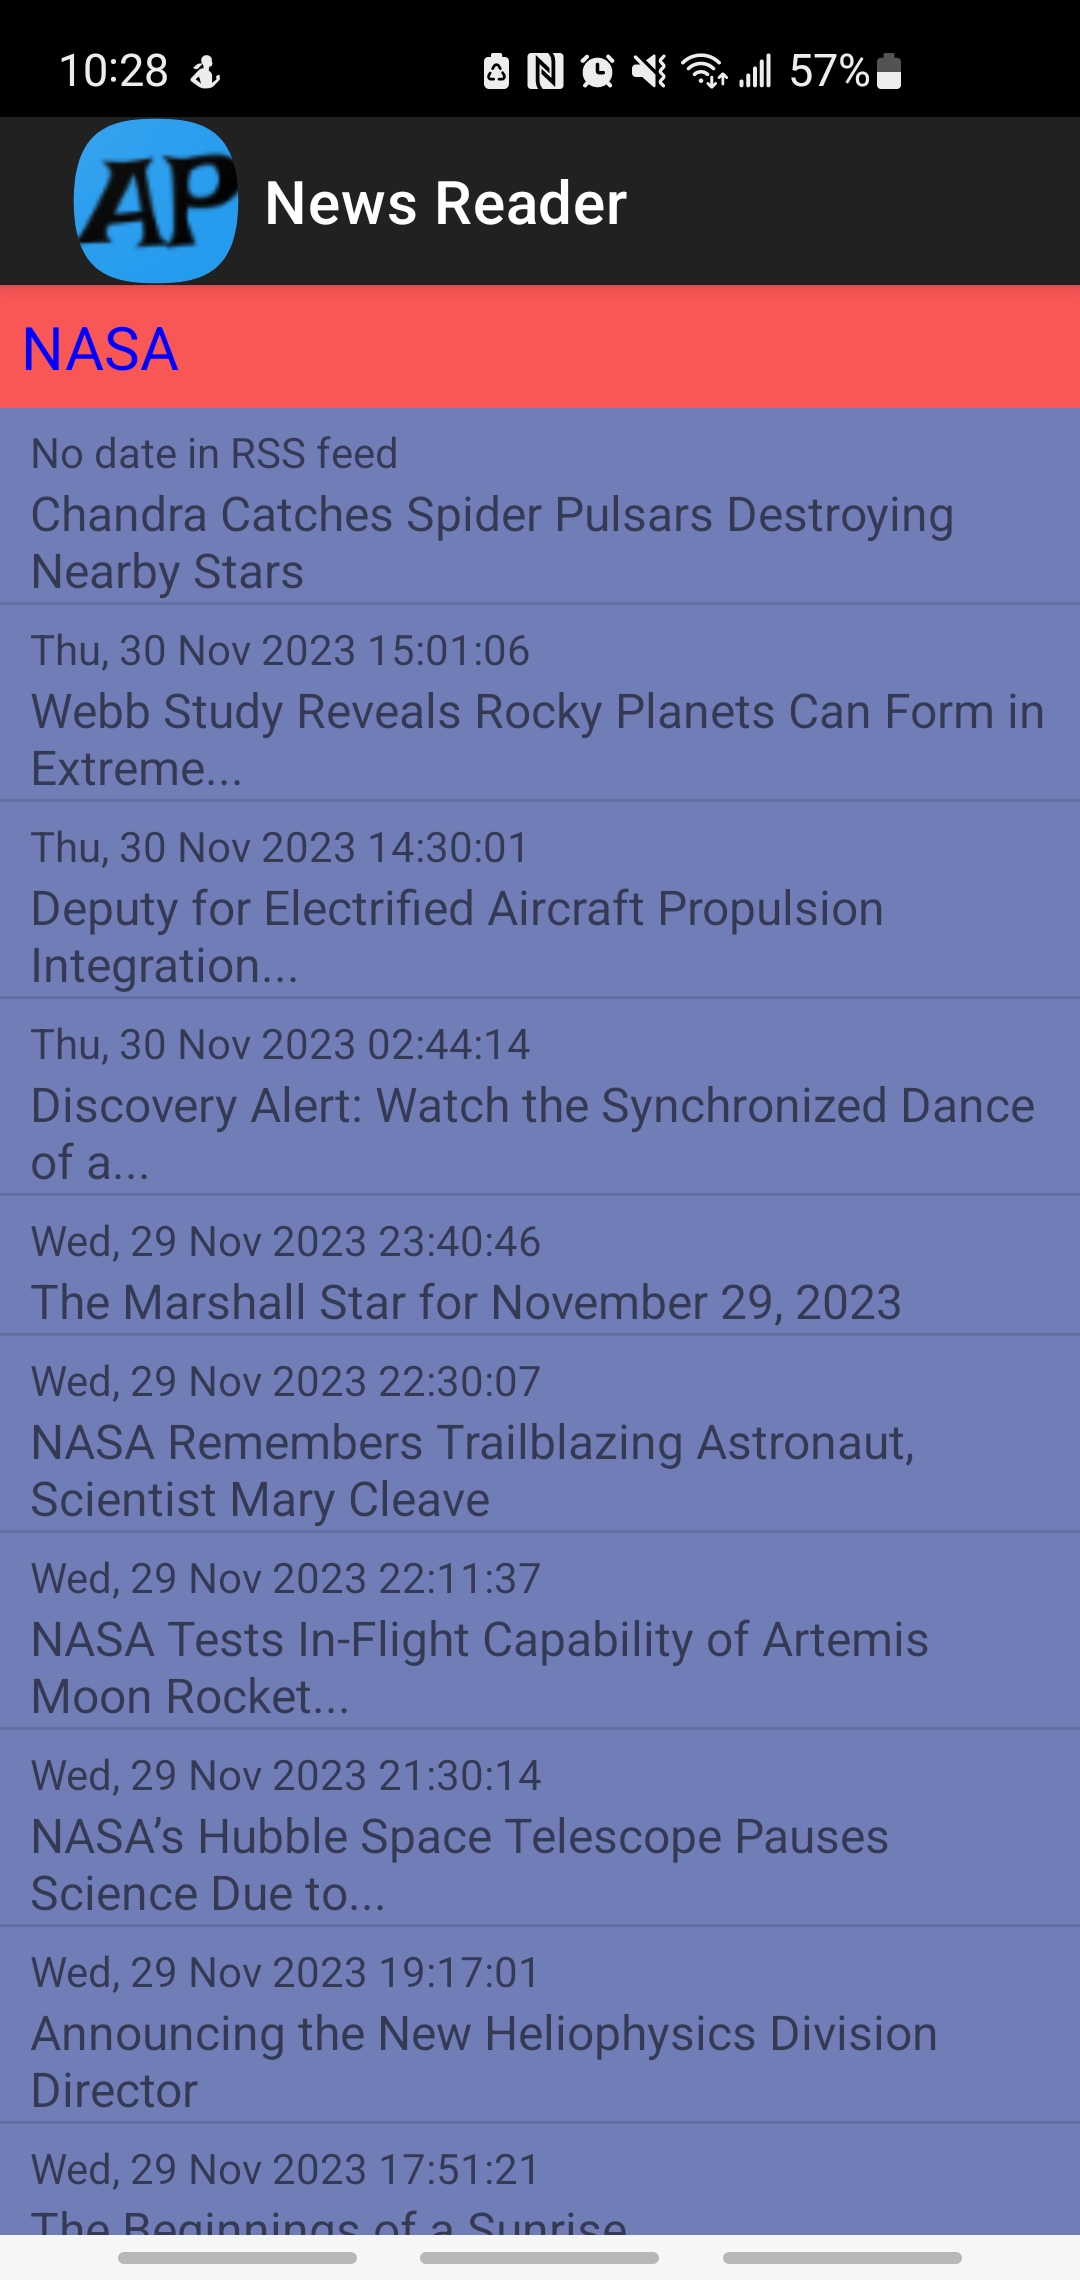 10:28
57%
AP
News Reader
NASA
No date in RSS feed
Chandra Catches Spider Pulsars Destroying
Nearby Stars
Thu, 30 Nov 2023 15:01:06
Webb Study Reveals Rocky Planets Can Form in
Extreme...
Thu, 30 Nov 2023 14:30:01
Deputy for Electrified Aircraft Propulsion
Integration...
Thu, 30 Nov 2023 02:44:14
Discovery Alert: Watch the Synchronized Dance
of a...
Wed, 29 Nov 2023 23:40:46
The Marshall Star for November 29, 2023
Wed, 29 Nov 2023 22:30:07
NASA Remembers Trailblazing Astronaut,
Scientist Mary Cleave
Wed, 29 Nov 2023 22:11:37
NASA Tests In-Flight Capability of Artemis
Moon Rocket...
Wed, 29 Nov 2023 21:30:14
NASA’s Hubble Space Telescope Pauses
Science Due to...
Wed, 29 Nov 2023 19:17:01
Announcing the New Heliophysics Division
Director
Wed, 29 Nov 2023 17:51:21
The Beginnings of a Sunrise